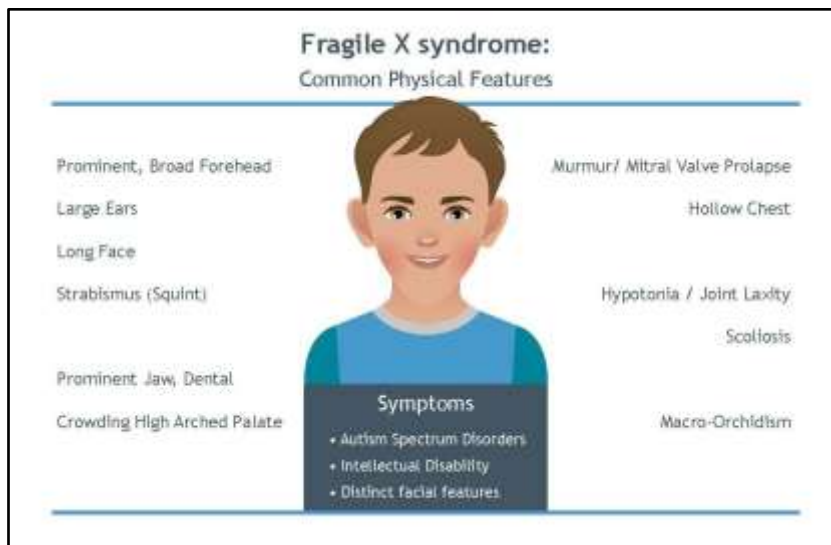 Fragile X syndrome:
Common Physical Features
Prominent, Broad Forehead
Large Ears
Long Face
Strabismus (Squint)
Prominent Jaw, Dental
Crowding High Arched Palate
Murmur/ Mitral Valve Prolapse
Hollow Chest
Hypotonia / Joint Laxity
Scoliosis
Macro-Orchidism
Symptoms
• Autism Spectrum Disorders
• Intellectual Disability
• Distinct facial features